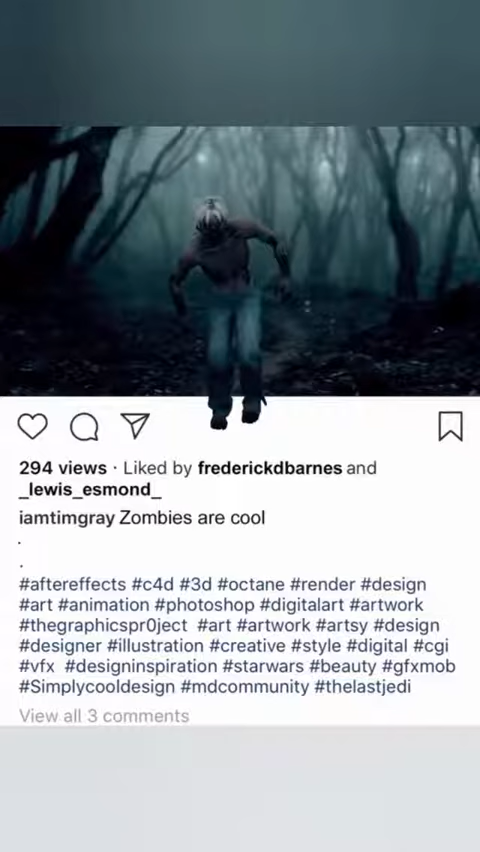 294 views · Liked by frederickdbarnes and
_lewis_esmond_
iamtimgray Zombies are cool
.
.
#aftereffects #c4d #3d #octane #render #design
#art #animation #photoshop #digitalart #artwork
#thegraphicspr0ject #art #artwork #artsy #design
#designer #illustration #creative #style #digital #cgi
#vfx #designinspiration #starwars #beauty #gfxmob
#Simplycooldesign #mdcommunity #thelastjedi
View all 3 comments